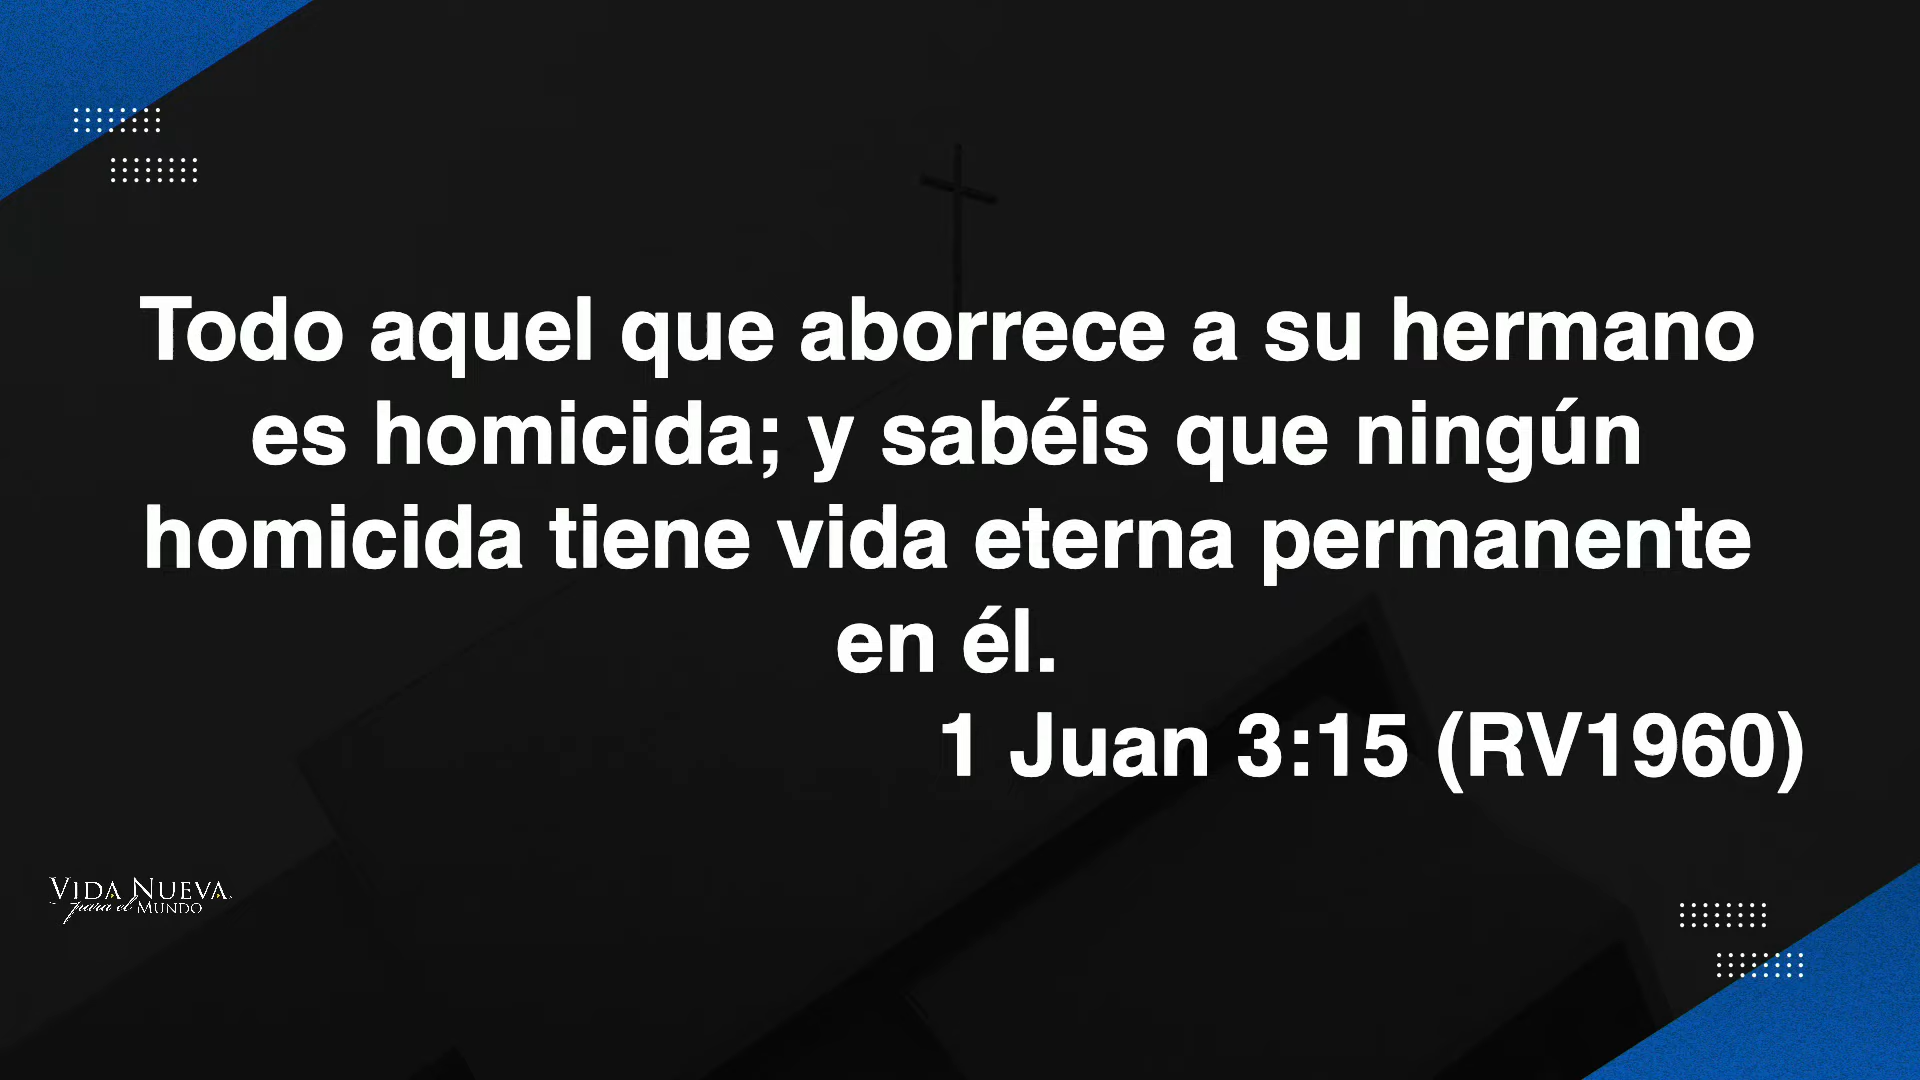 Todo aquel que aborrece a su hermano
es homicida; y sabéis que ningún
homicida tiene vida eterna permanente
en él.
1 Juan 3:15 (RV1960)
VIDA NUEVA
para el MUNDO